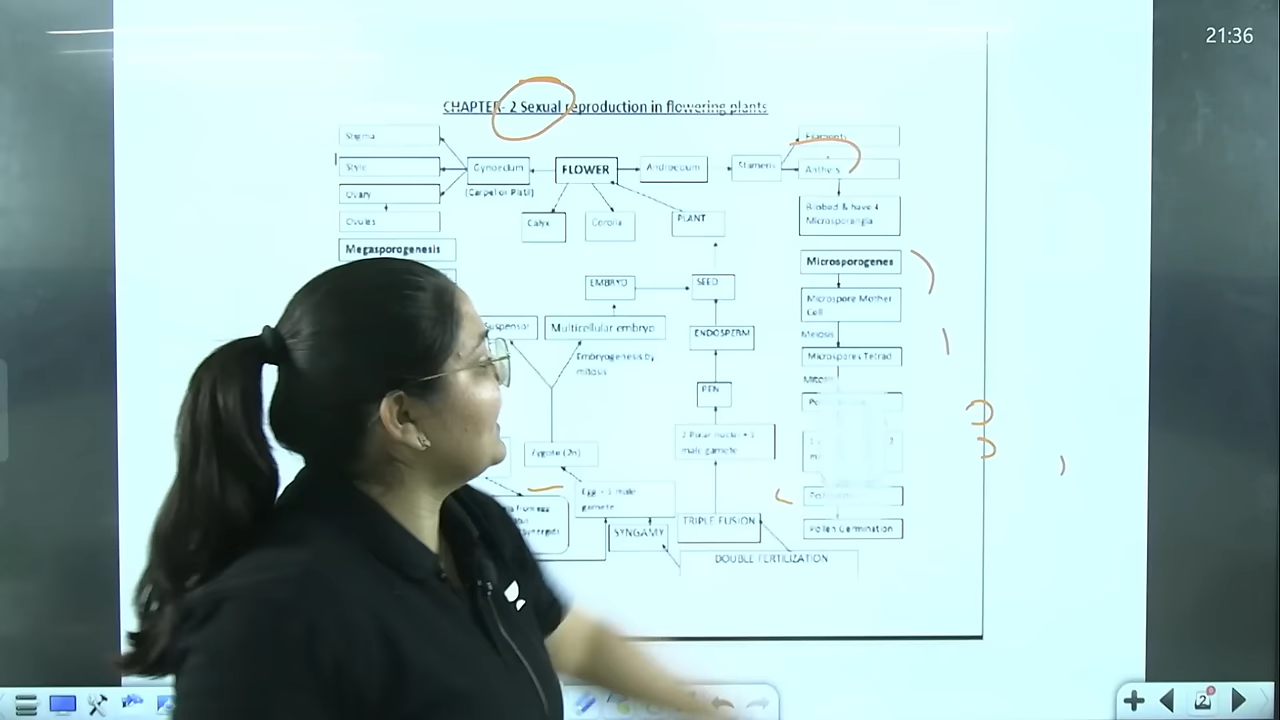 21:36
CHAPTER- 2 Sexual reproduction in flowering plants
Stigma
Style
Ovary
Ovules
Gynoecium
(Carpel or Pistil)
FLOWER
Androecium
Stamens
Filaments
Anthers
Bilobed & have 4
Microsporangia
Calyx
Corolla
PLANT
Megasporogenesis
Microsporogenes
EMBRYO
SEED
Microspore Mother
Cell
Suspensor
Multicellular embryo
ENDOSPERM
Meiosis
Embryogenesis by
mitosis
Microspores Tetrad
PEN
Zygote (2n)
2 Polar nuclei + 1
male gamete
Egg + 1 male
gamete
SYNGAMY
TRIPLE FUSION
Pollen Germination
DOUBLE FERTILIZATION
2